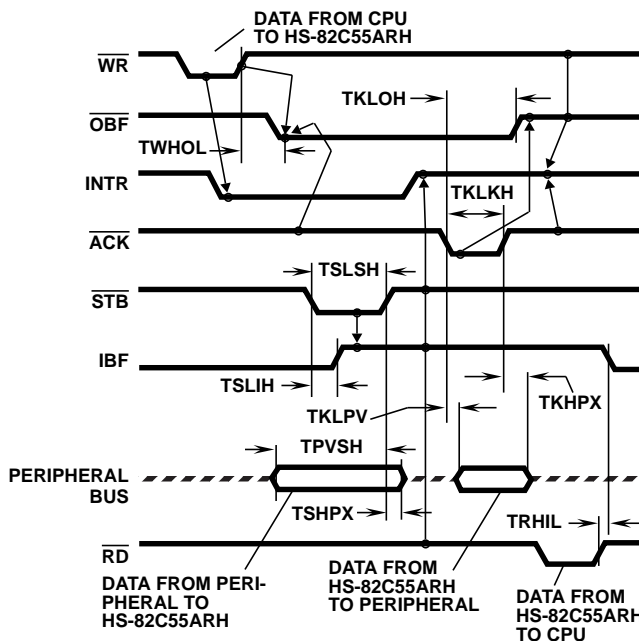 DATA FROM CPU
TO HS-82C55ARH
WR
TKLOH
OBF
TWHOL
INTR
TKLKH
ACK
TSLSH
STB
IBF
TSLIH
TKLPV
TKHPX
TPVSH
PERIPHERAL
BUS
TSHPX
TRHIL
RD
DATA FROM PERI-
PHERAL TO
HS-82C55ARH
DATA FROM
HS-82C55ARH
TO PERIPHERAL
DATA FROM
HS-82C55ARH
TO CPU